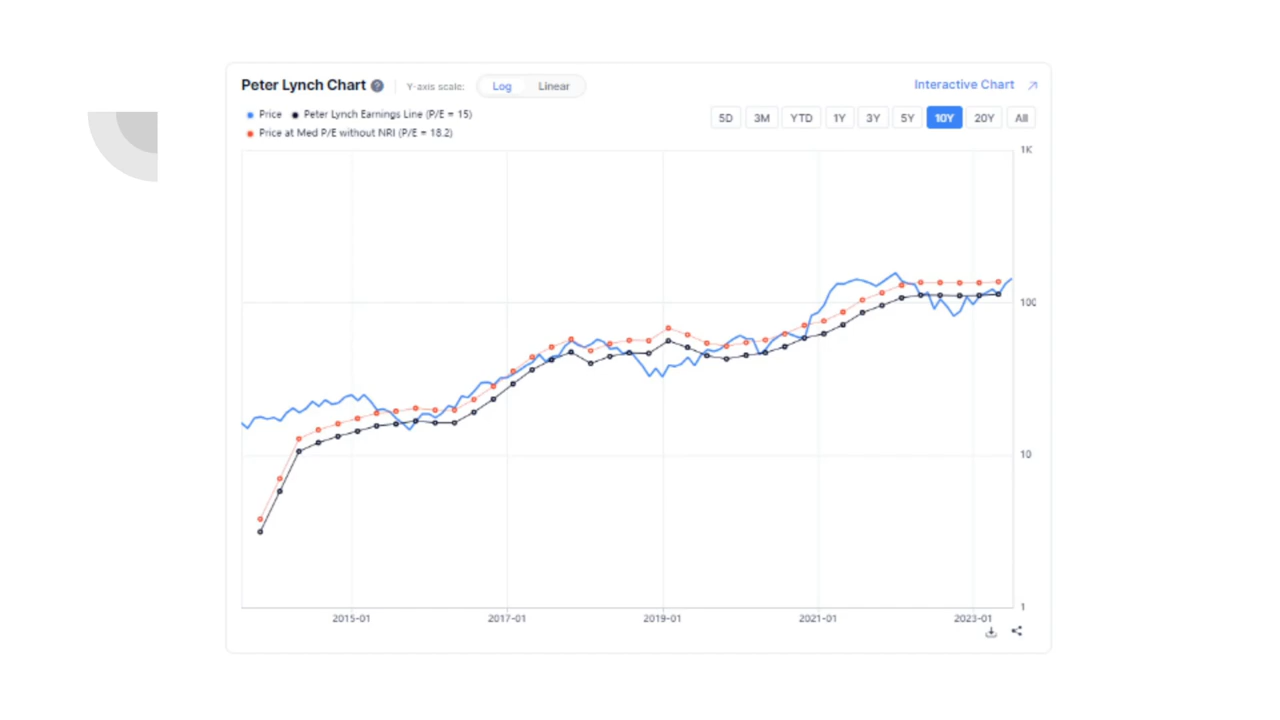 Peter Lynch Chart ? Y-axis scale: Log Linear Interactive Chart
Price Peter Lynch Earnings Line (P/E = 15)
Price at Med P/E without NRI (P/E = 18.2)
5D 3M YTD 1Y 3Y 5Y 10Y 20Y All
1K
100
10
1
2015-01 2017-01 2019-01 2021-01 2023-01